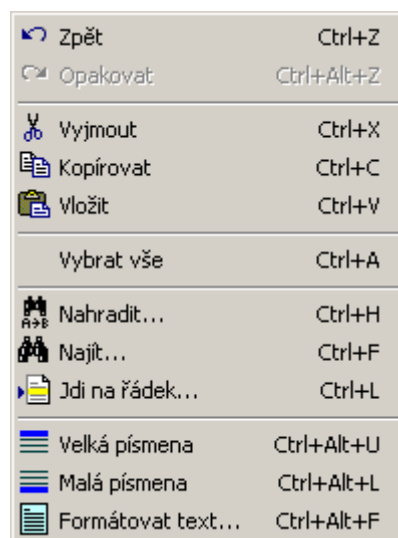 Zpět Ctrl+Z
Opakovat Ctrl+Alt+Z
Vyjmout Ctrl+X
Kopírovat Ctrl+C
Vložit Ctrl+V
Vybrat vše Ctrl+A
A→B Nahradit... Ctrl+H
Najít... Ctrl+F
Jdi na řádek... Ctrl+L
Velká písmena Ctrl+Alt+U
Malá písmena Ctrl+Alt+L
Formátovat text... Ctrl+Alt+F